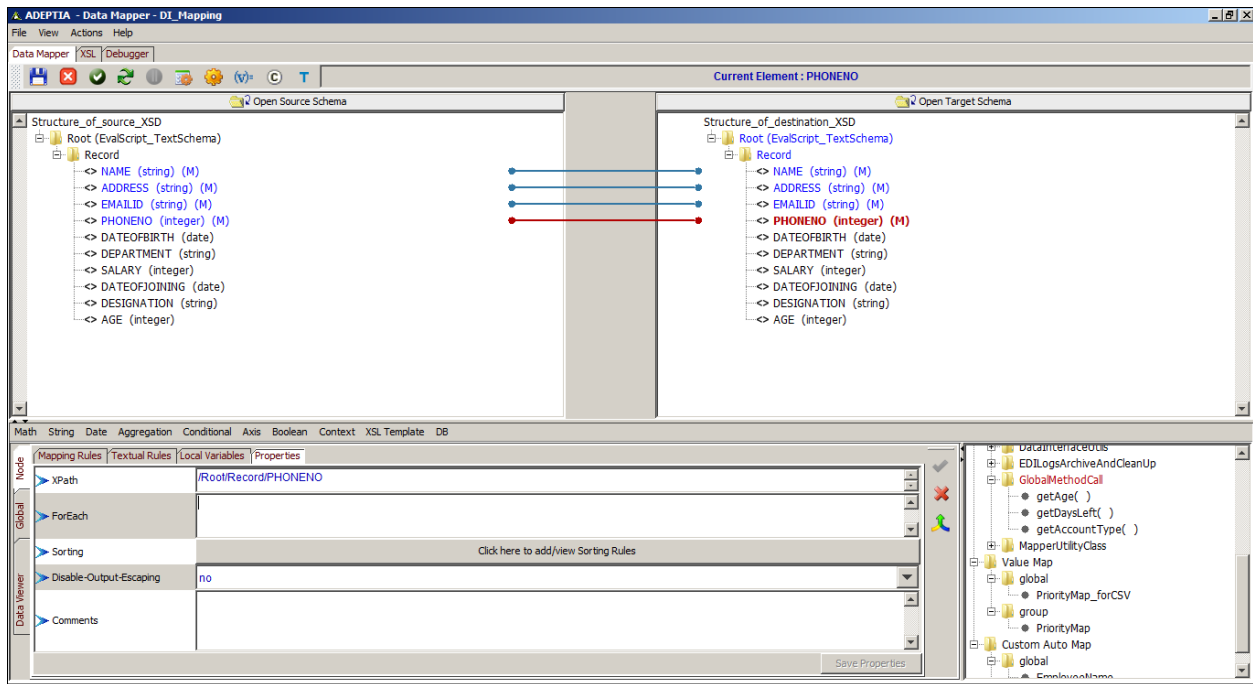 ADEPTIA - Data Mapper - DI_Mapping
File View Actions Help
Data Mapper XSL Debugger
(v)= C T Current Element : PHONENO
Open Source Schema
Open Target Schema
Structure_of_source_XSD
Root (EvalScript_TextSchema)
Record
<> NAME (string) (M)
<> ADDRESS (string) (M)
<> EMAILID (string) (M)
<> PHONENO (integer) (M)
<> DATEOFBIRTH (date)
<> DEPARTMENT (string)
<> SALARY (integer)
<> DATEOFJOINING (date)
<> DESIGNATION (string)
<> AGE (integer)
Structure_of_destination_XSD
Root (EvalScript_TextSchema)
Record
<> NAME (string) (M)
<> ADDRESS (string) (M)
<> EMAILID (string) (M)
<> PHONENO (integer) (M)
<> DATEOFBIRTH (date)
<> DEPARTMENT (string)
<> SALARY (integer)
<> DATEOFJOINING (date)
<> DESIGNATION (string)
<> AGE (integer)
Math String Date Aggregation Conditional Axis Boolean Context XSL Template DB
Node
Global
Data Viewer
Mapping Rules Textual Rules Local Variables Properties
XPath /Root/Record/PHONENO
ForEach
Sorting Click here to add/view Sorting Rules
Disable-Output-Escaping no
Comments
Save Properties
DataInterfaceUtils
EDILogsArchiveAndCleanUp
GlobalMethodCall
getAge( )
getDaysLeft( )
getAccountType( )
MapperUtilityClass
Value Map
global
PriorityMap_forCSV
group
PriorityMap
Custom Auto Map
global
EmployeeName